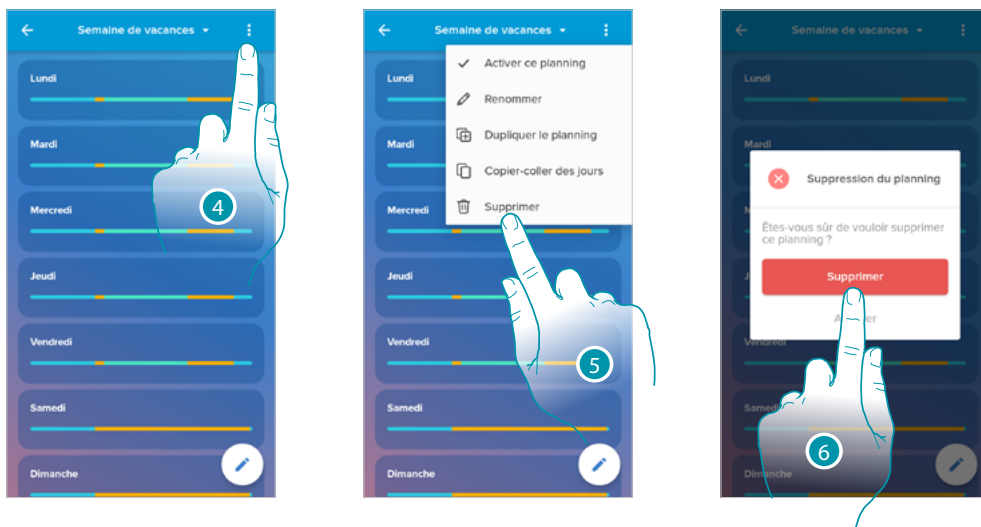 Semaine de vacances
Lundi
Mardi
Mercredi
Jeudi
Vendredi
Samedi
Dimanche
4
Semaine de vacances
Activer ce planning
Renommer
Dupliquer le planning
Copier-coller des jours
Supprimer
Lundi
Mardi
Mercredi
Jeudi
Vendredi
Samedi
Dimanche
5
Semaine de vacances
Lundi
Mardi
Suppression du planning
Êtes-vous sûr de vouloir supprimer
ce planning ?
Supprimer
Vendredi
Samedi
Dimanche
6